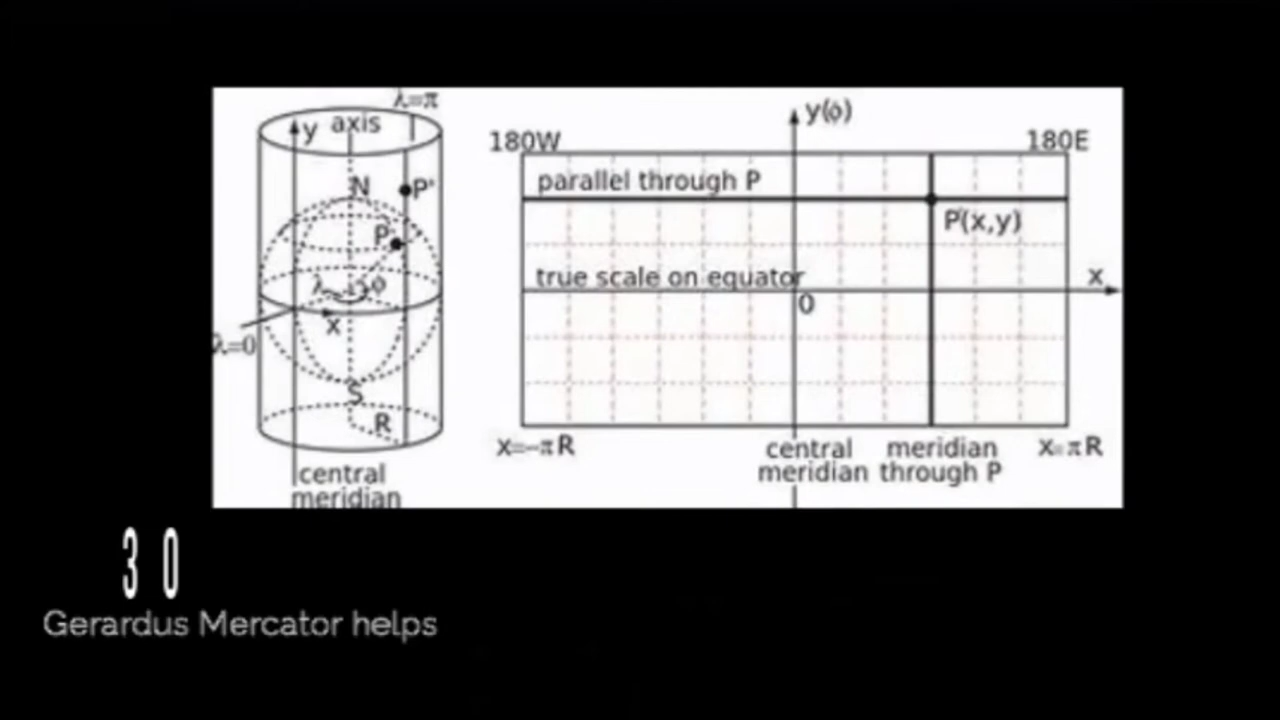 λ=π
y axis
N
P'
P
λ φ
x
λ=0
S
R
central
meridian
y(φ)
180W
180E
parallel through P
P'(x,y)
true scale on equator
x
0
x=-πR
central
meridian
meridian
through P
x=πR
3 0
Gerardus Mercator helps